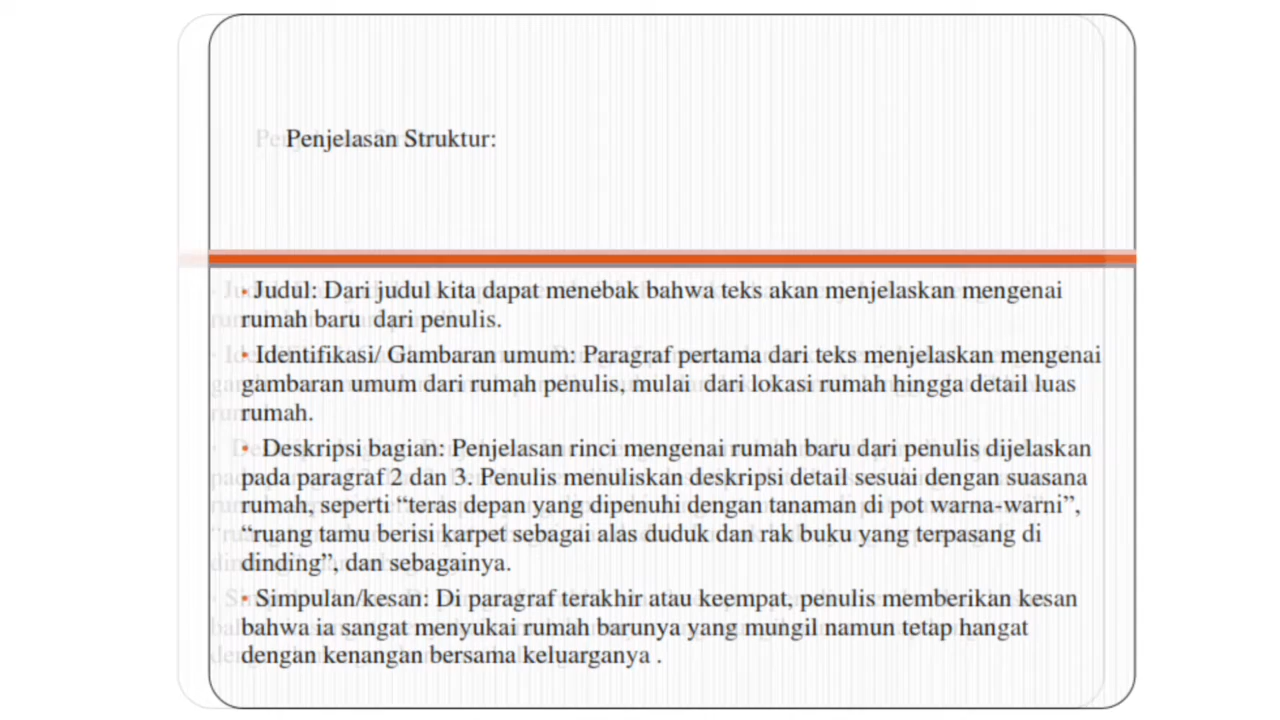 Penjelasan Struktur:
• Judul: Dari judul kita dapat menebak bahwa teks akan menjelaskan mengenai
rumah baru dari penulis.
• Identifikasi/ Gambaran umum: Paragraf pertama dari teks menjelaskan mengenai
gambaran umum dari rumah penulis, mulai dari lokasi rumah hingga detail luas
rumah.
• Deskripsi bagian: Penjelasan rinci mengenai rumah baru dari penulis dijelaskan
pada paragraf 2 dan 3. Penulis menuliskan deskripsi detail sesuai dengan suasana
rumah, seperti “teras depan yang dipenuhi dengan tanaman di pot warna-warni”,
“ruang tamu berisi karpet sebagai alas duduk dan rak buku yang terpasang di
dinding”, dan sebagainya.
• Simpulan/kesan: Di paragraf terakhir atau keempat, penulis memberikan kesan
bahwa ia sangat menyukai rumah barunya yang mungil namun tetap hangat
dengan kenangan bersama keluarganya .